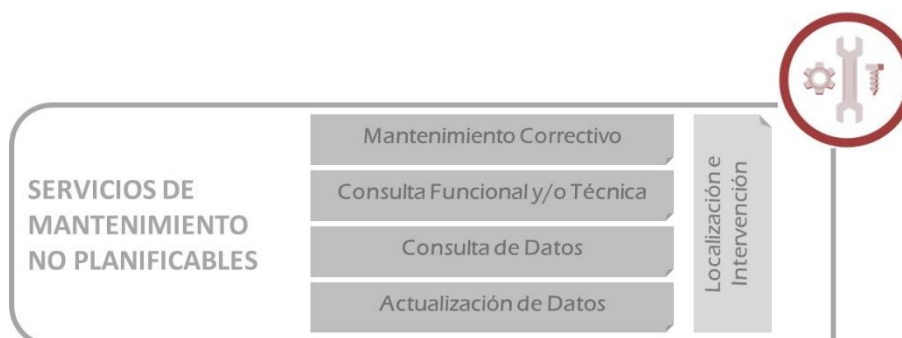 SERVICIOS DE
MANTENIMIENTO
NO PLANIFICABLES
Mantenimiento Correctivo
Consulta Funcional y/o Técnica
Consulta de Datos
Actualización de Datos
Localización e
Intervención